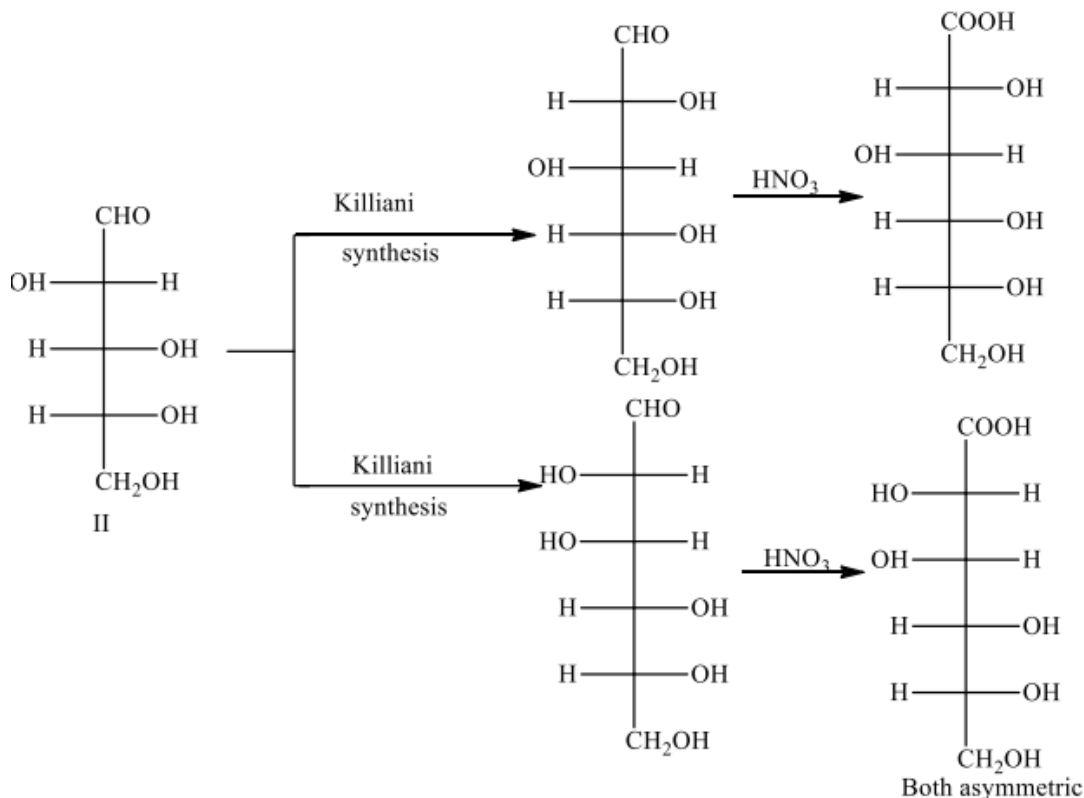 CHO
OH H
H OH
H OH
CH2OH
II
Killiani
synthesis
CHO
H OH
OH H
H OH
H OH
CH2OH
HNO3
COOH
H OH
OH H
H OH
H OH
CH2OH
Killiani
synthesis
CHO
HO H
HO H
H OH
H OH
CH2OH
HNO3
COOH
HO H
OH H
H OH
H OH
CH2OH
Both asymmetric